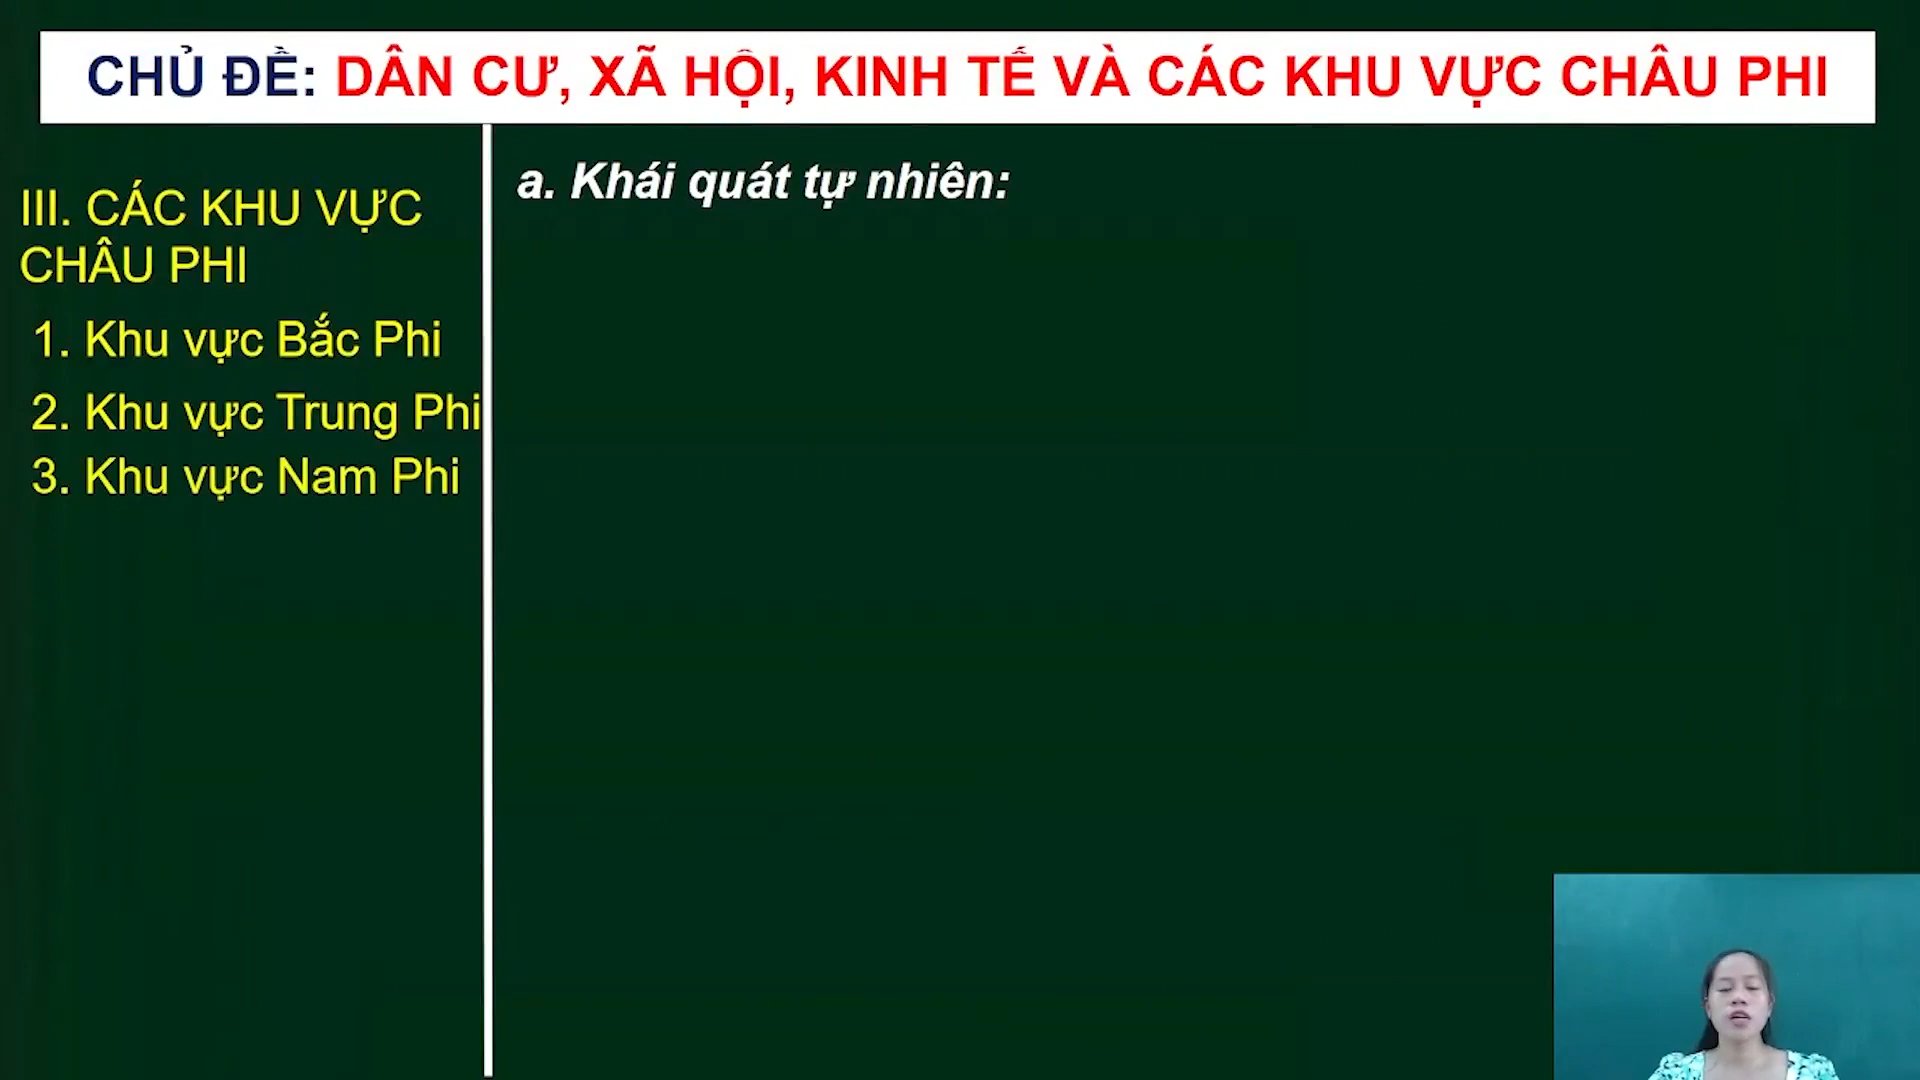 CHỦ ĐỀ: DÂN CƯ, XÃ HỘI, KINH TẾ VÀ CÁC KHU VỰC CHÂU PHI
III. CÁC KHU VỰC
CHÂU PHI
1. Khu vực Bắc Phi
2. Khu vực Trung Phi
3. Khu vực Nam Phi
a. Khái quát tự nhiên: